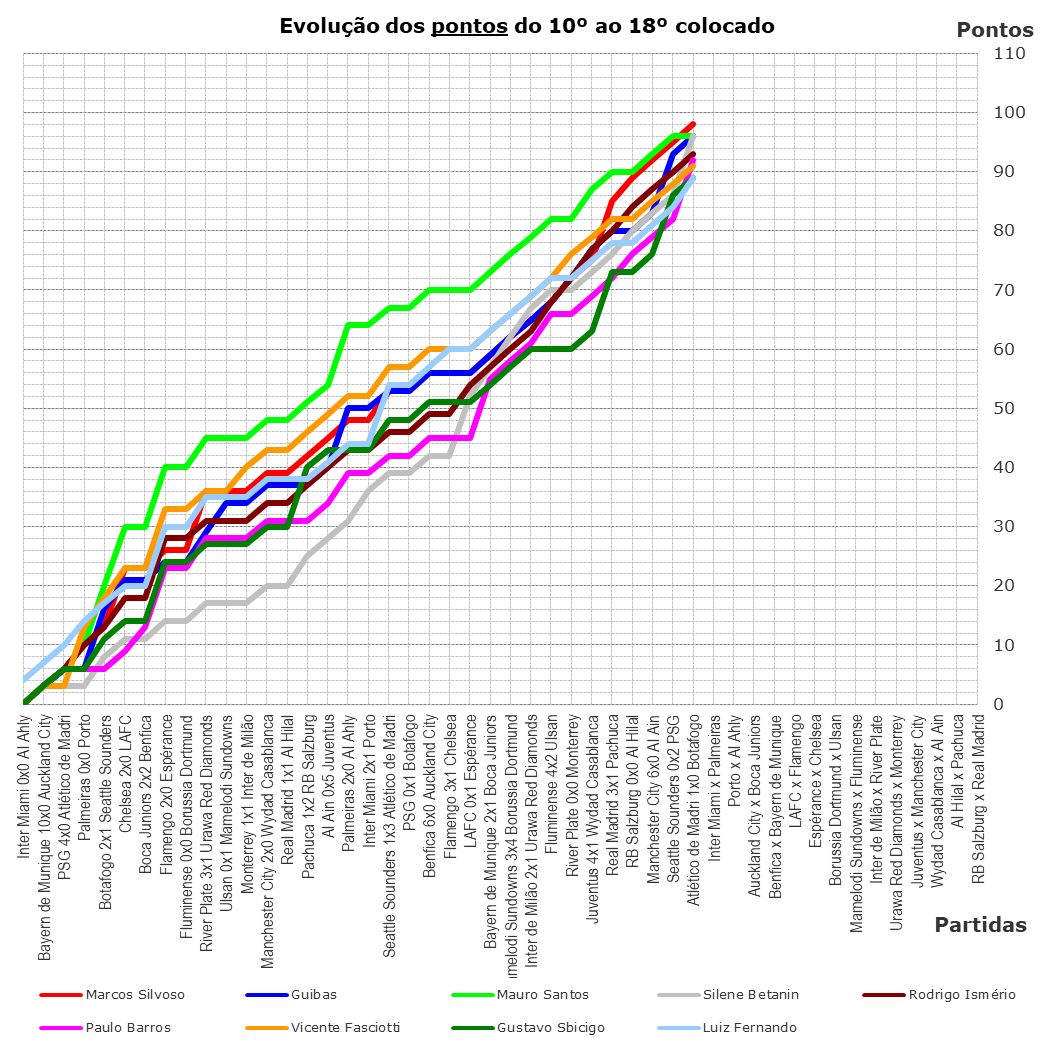 Evolução dos pontos do 10º ao 18º colocado
Pontos
110
100
90
80
70
60
50
40
30
20
10
0
Inter Miami 0x0 Al Ahly
Bayern de Munique 10x0 Auckland City
PSG 4x0 Atlético de Madri
Palmeiras 0x0 Porto
Botafogo 2x1 Seattle Sounders
Chelsea 2x0 LAFC
Boca Juniors 2x2 Benfica
Flamengo 2x0 Espérance
Fluminense 0x0 Borussia Dortmund
River Plate 3x1 Urawa Red Diamonds
Ulsan 0x1 Mamelodi Sundowns
Monterrey 1x1 Inter de Milão
Manchester City 2x0 Wydad Casablanca
Real Madrid 1x1 Al Hilal
Pachuca 1x2 RB Salzburg
Al Ain 0x5 Juventus
Palmeiras 2x0 Al Ahly
Inter Miami 2x1 Porto
Seattle Sounders 1x3 Atlético de Madri
PSG 0x1 Botafogo
Benfica 6x0 Auckland City
Flamengo 3x1 Chelsea
LAFC 0x1 Espérance
Bayern de Munique 2x1 Boca Juniors
melodi Sundowns 3x4 Borussia Dortmund
Inter de Milão 2x1 Urawa Red Diamonds
Fluminense 4x2 Ulsan
River Plate 0x0 Monterrey
Juventus 4x1 Wydad Casablanca
Real Madrid 3x1 Pachuca
RB Salzburg 0x0 Al Hilal
Manchester City 6x0 Al Ain
Seattle Sounders 0x2 PSG
Atlético de Madri 1x0 Botafogo
Inter Miami x Palmeiras
Porto x Al Ahly
Auckland City x Boca Juniors
Benfica x Bayern de Munique
LAFC x Flamengo
Espérance x Chelsea
Borussia Dortmund x Ulsan
Mamelodi Sundowns x Fluminense
Inter de Milão x River Plate
Urawa Red Diamonds x Monterrey
Juventus x Manchester City
Wydad Casablanca x Al Ain
Al Hilal x Pachuca
RB Salzburg x Real Madrid
Partidas
Marcos Silvoso
Guibas
Mauro Santos
Silene Betanin
Rodrigo Ismério
Paulo Barros
Vicente Fasciotti
Gustavo Sbicigo
Luiz Fernando